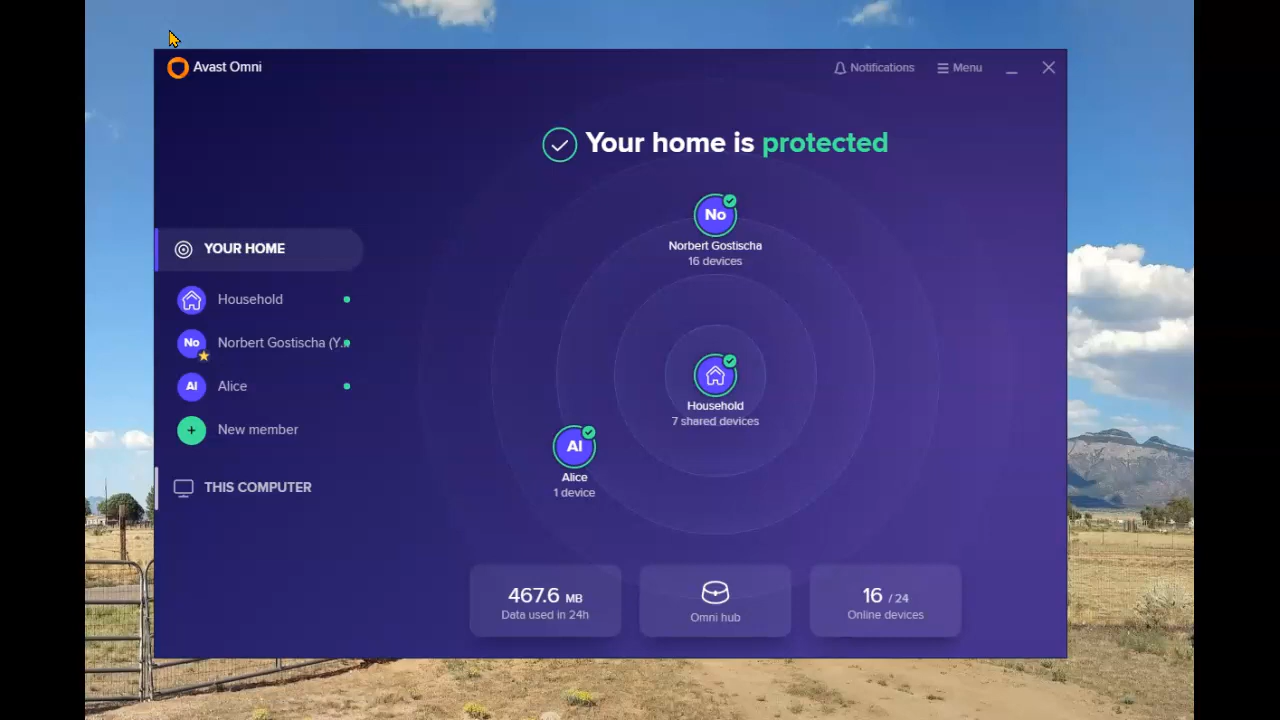 Avast Omni
Notifications
Menu
Your home is protected
No
Norbert Gostischa
16 devices
YOUR HOME
Household
No
Norbert Gostischa (Y...
Al
Alice
+
New member
THIS COMPUTER
Household
7 shared devices
Al
Alice
1 device
467.6 MB
Data used in 24h
Omni hub
16 / 24
Online devices